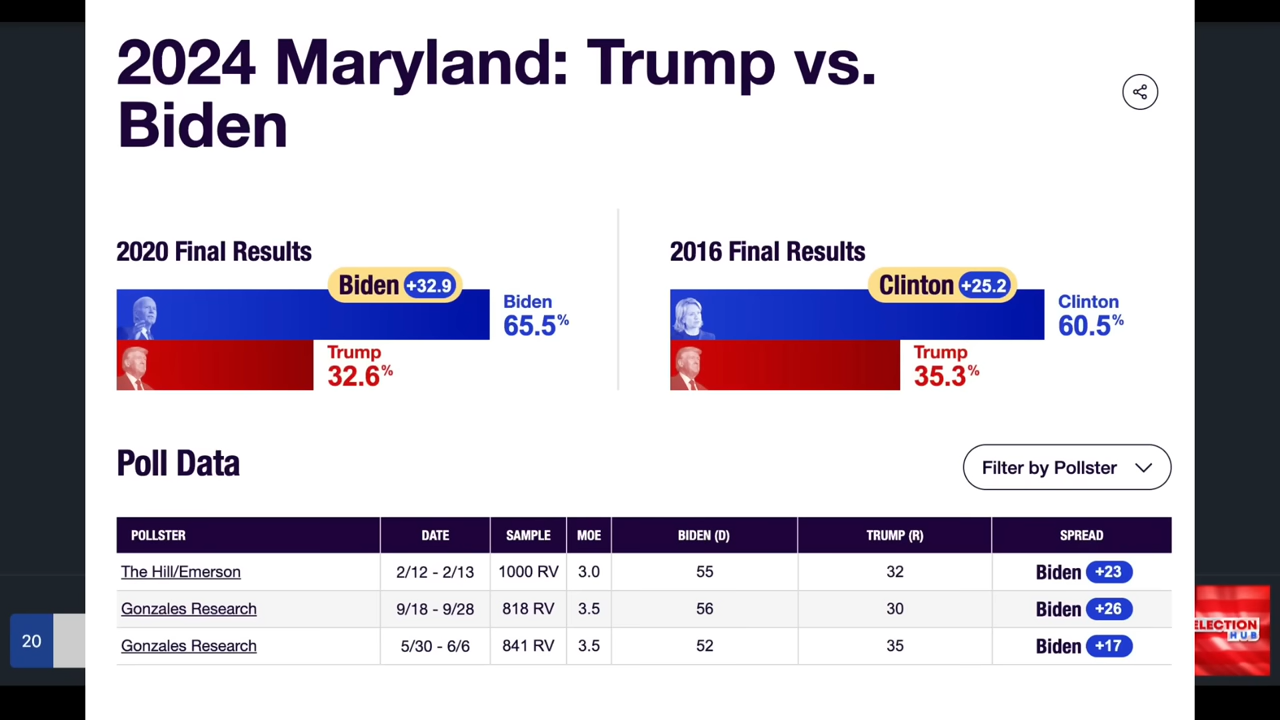 2024 Maryland: Trump vs.
Biden
2020 Final Results
Biden +32.9
Biden
65.5%
Trump
32.6%
2016 Final Results
Clinton +25.2
Clinton
60.5%
Trump
35.3%
Poll Data
Filter by Pollster
POLLSTER DATE SAMPLE MOE BIDEN (D) TRUMP (R) SPREAD
The Hill/Emerson 2/12 - 2/13 1000 RV 3.0 55 32 Biden +23
Gonzales Research 9/18 - 9/28 818 RV 3.5 56 30 Biden +26
Gonzales Research 5/30 - 6/6 841 RV 3.5 52 35 Biden +17
20
ELECTION
HUB